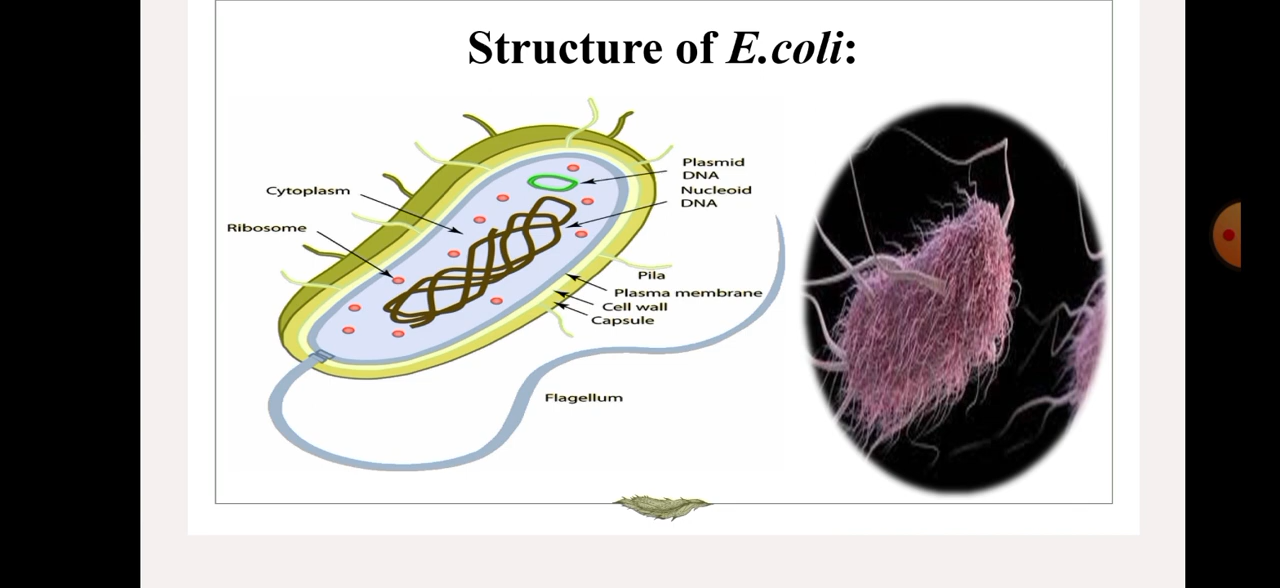 Structure of E.coli:
Plasmid
DNA
Cytoplasm
Nucleoid
DNA
Ribosome
Pila
Plasma membrane
Cell wall
Capsule
Flagellum